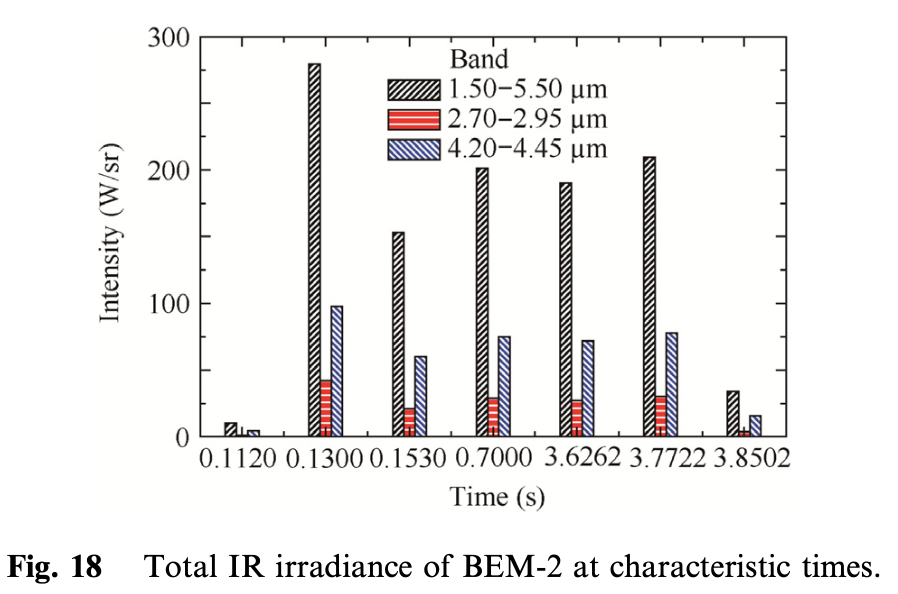 300
200
100
0
Intensity (W/sr)
Band
1.50−5.50 μm
2.70−2.95 μm
4.20−4.45 μm
0.1120 0.1300 0.1530 0.7000 3.6262 3.7722 3.8502
Time (s)
Fig. 18 Total IR irradiance of BEM-2 at characteristic times.